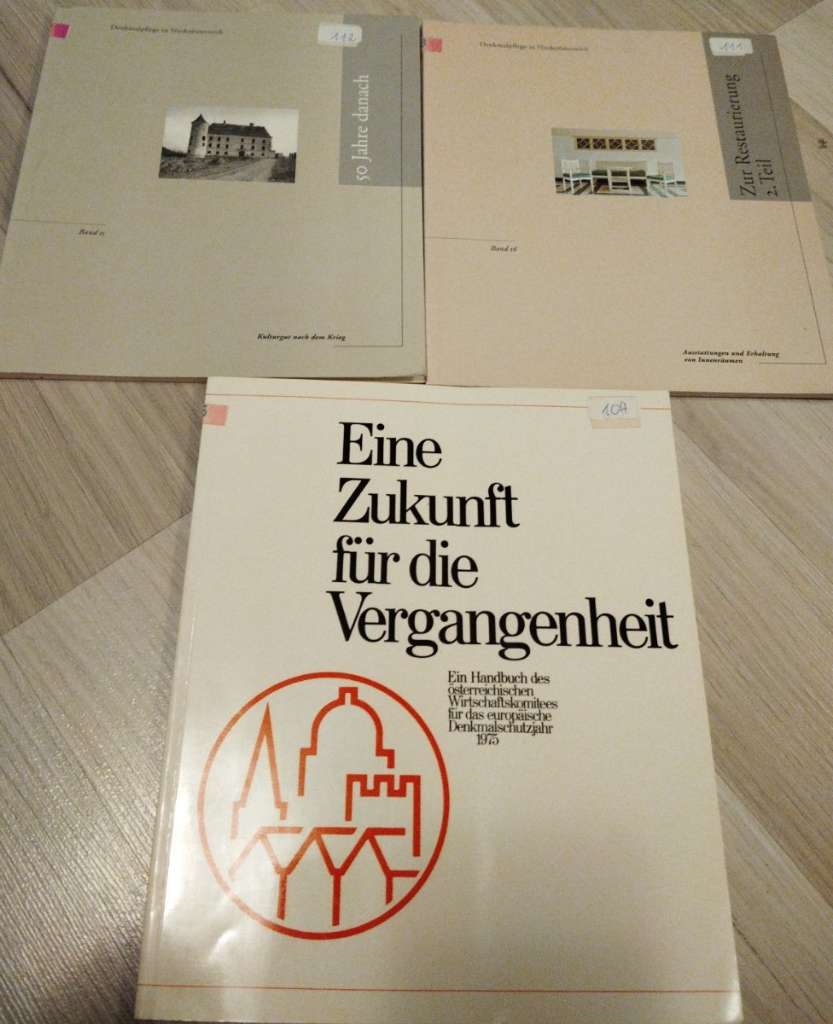 Denkmalpflege in Niederösterreich
112
50 Jahre danach
Band 15
Kulturgut nach dem Krieg
Denkmalpflege in Niederösterreich
111
Zur Restaurierung
2. Teil
Band 16
Ausstattungen und Erhaltung
von Innenräumen
109
Eine
Zukunft
für die
Vergangenheit
Ein Handbuch des
österreichischen
Wirtschaftskomitees
für das europäische
Denkmalschutzjahr
1975